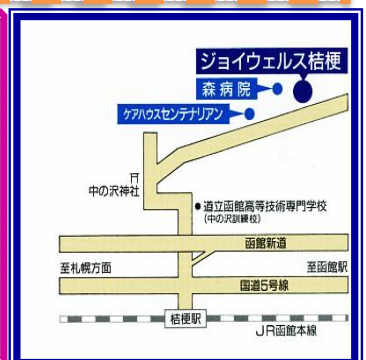 ジョイウェルス桔梗
森病院
ケアハウスセンテナリアン
中の沢神社
道立函館高等技術専門学校
(中の沢訓練校)
函館新道
至札幌方面
至函館駅
国道5号線
桔梗駅
JR函館本線